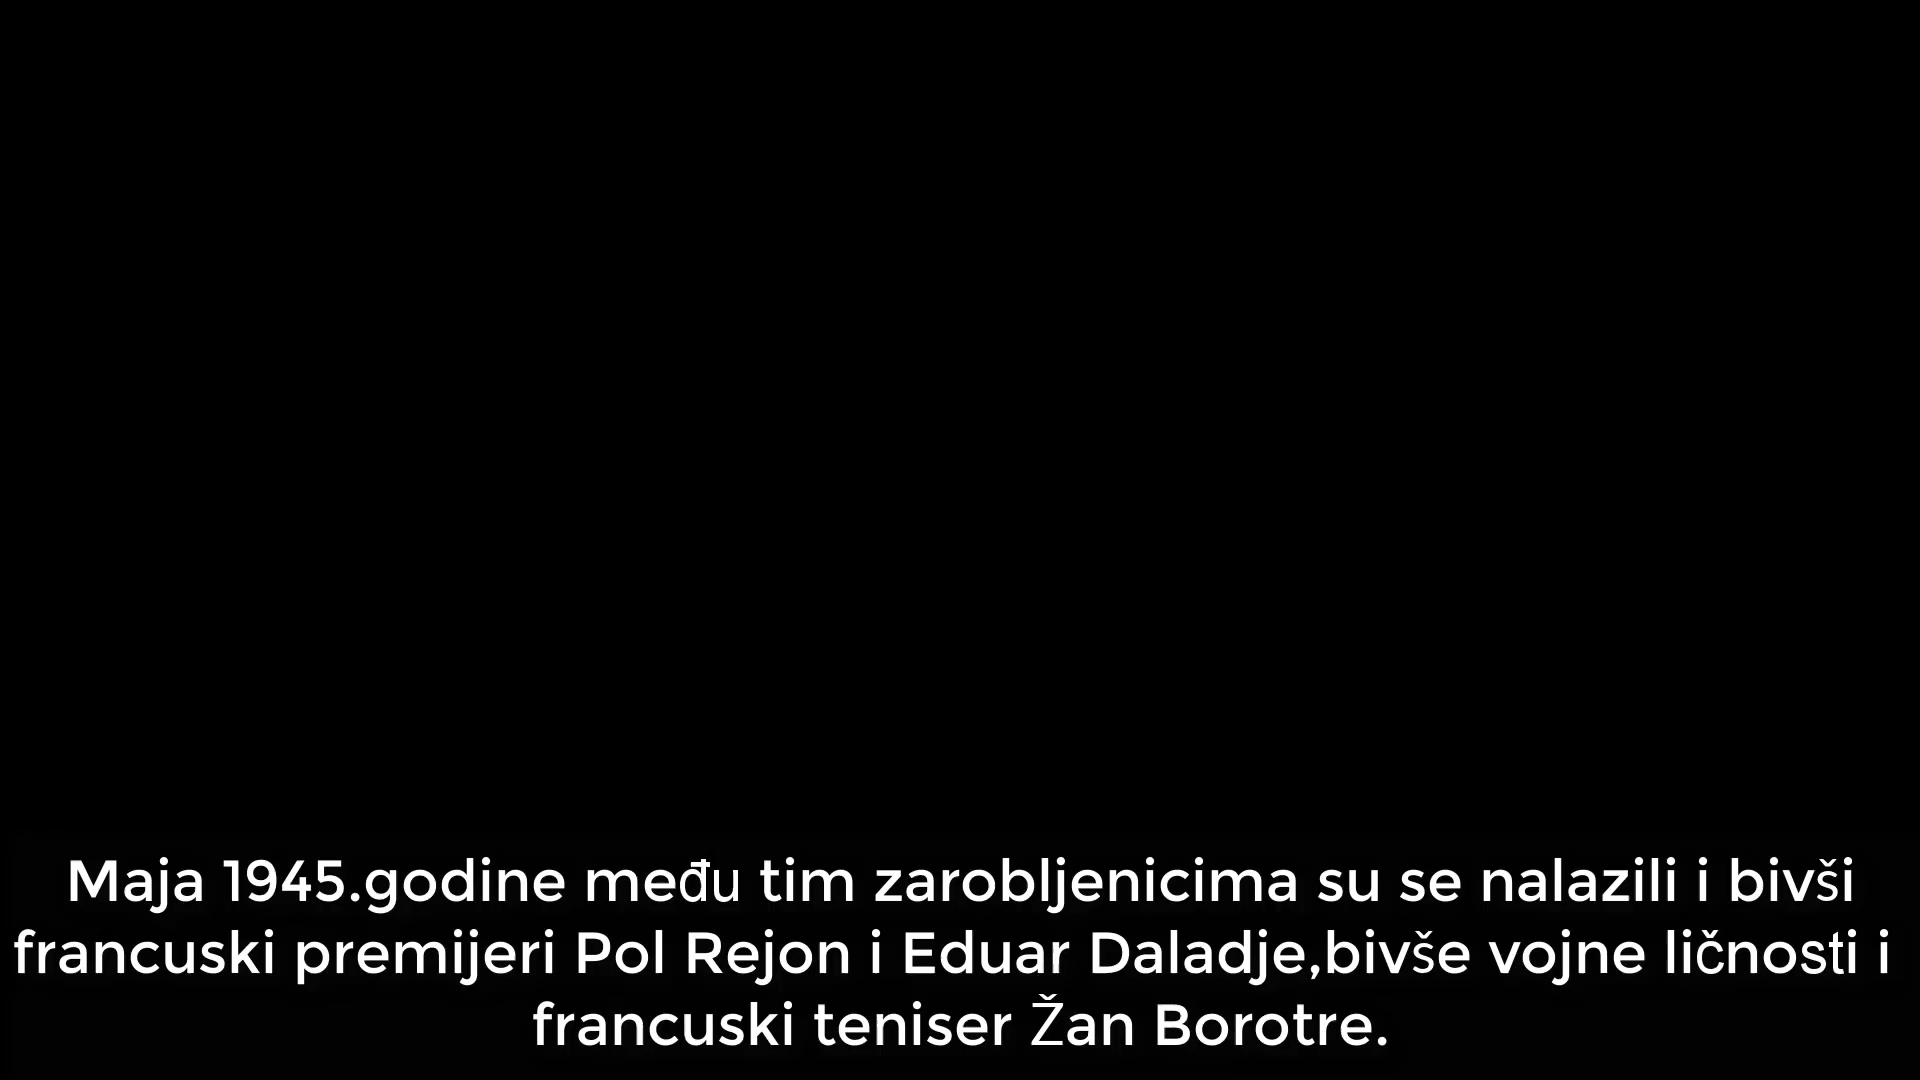 Maja 1945.godine među tim zarobljenicima su se nalazili i bivši
francuski premijeri Pol Rejon i Eduar Daladje,bivše vojne ličnosti i
francuski teniser Žan Borotre.